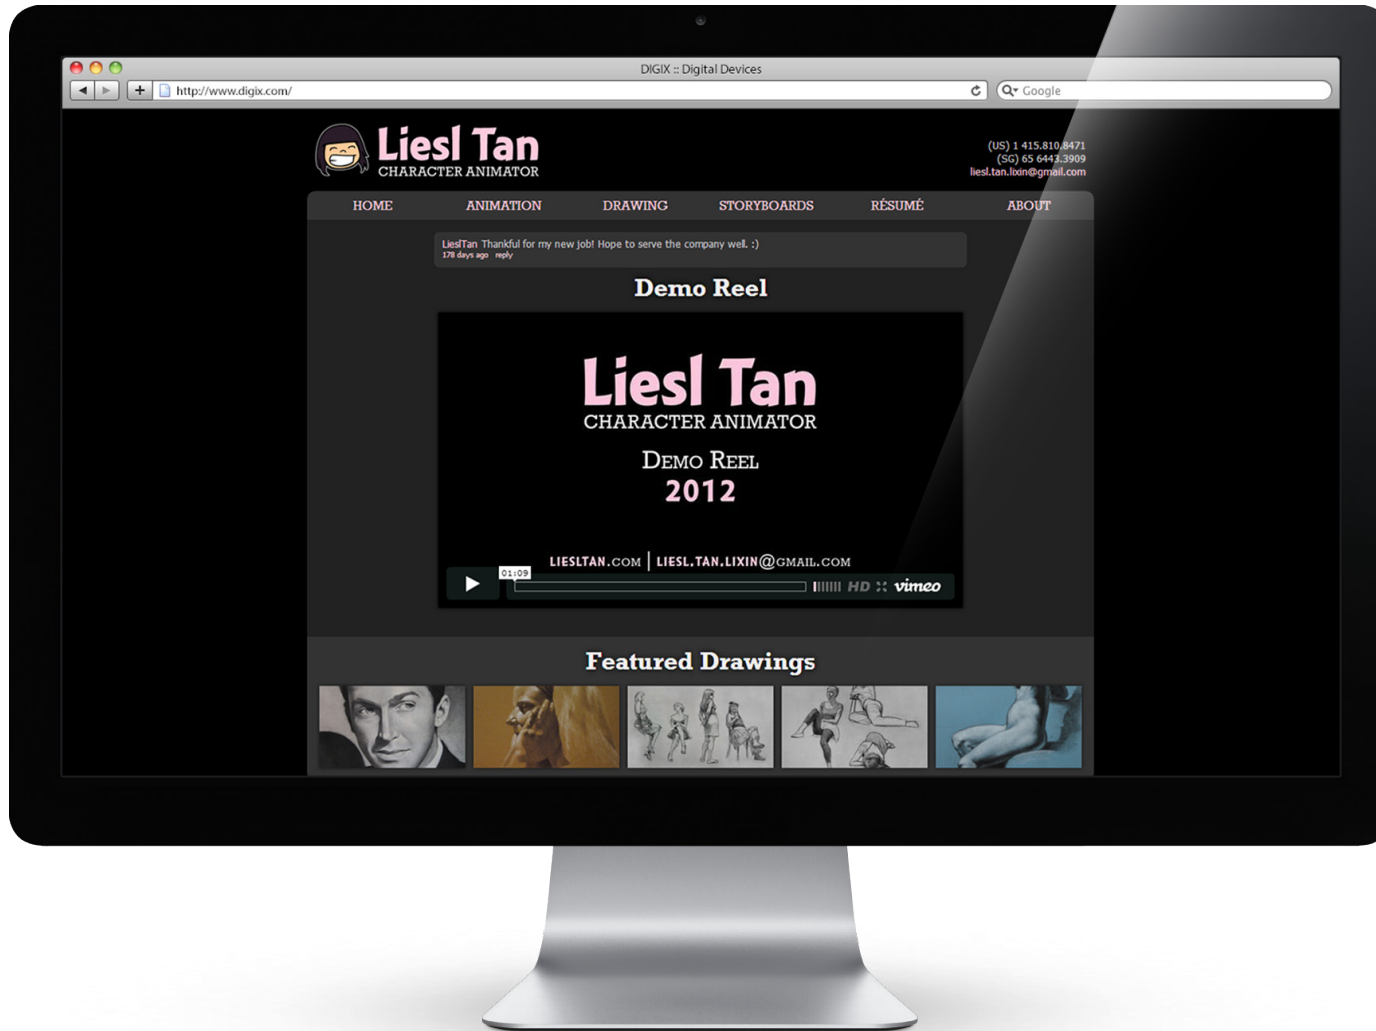 DIGIX :: Digital Devices
http://www.digix.com/
Google
Liesl Tan
CHARACTER ANIMATOR
(US) 1 415.810.8471
(SG) 65 6443.3909
liesl.tan.lixin@gmail.com
HOME ANIMATION DRAWING STORYBOARDS RÉSUMÉ ABOUT
LieslTan Thankful for my new job! Hope to serve the company well. :)
178 days ago reply
Demo Reel
Liesl Tan
CHARACTER ANIMATOR
DEMO REEL
2012
LIESLTAN.COM | LIESL.TAN.LIXIN@GMAIL.COM
01:09
HD vimeo
Featured Drawings